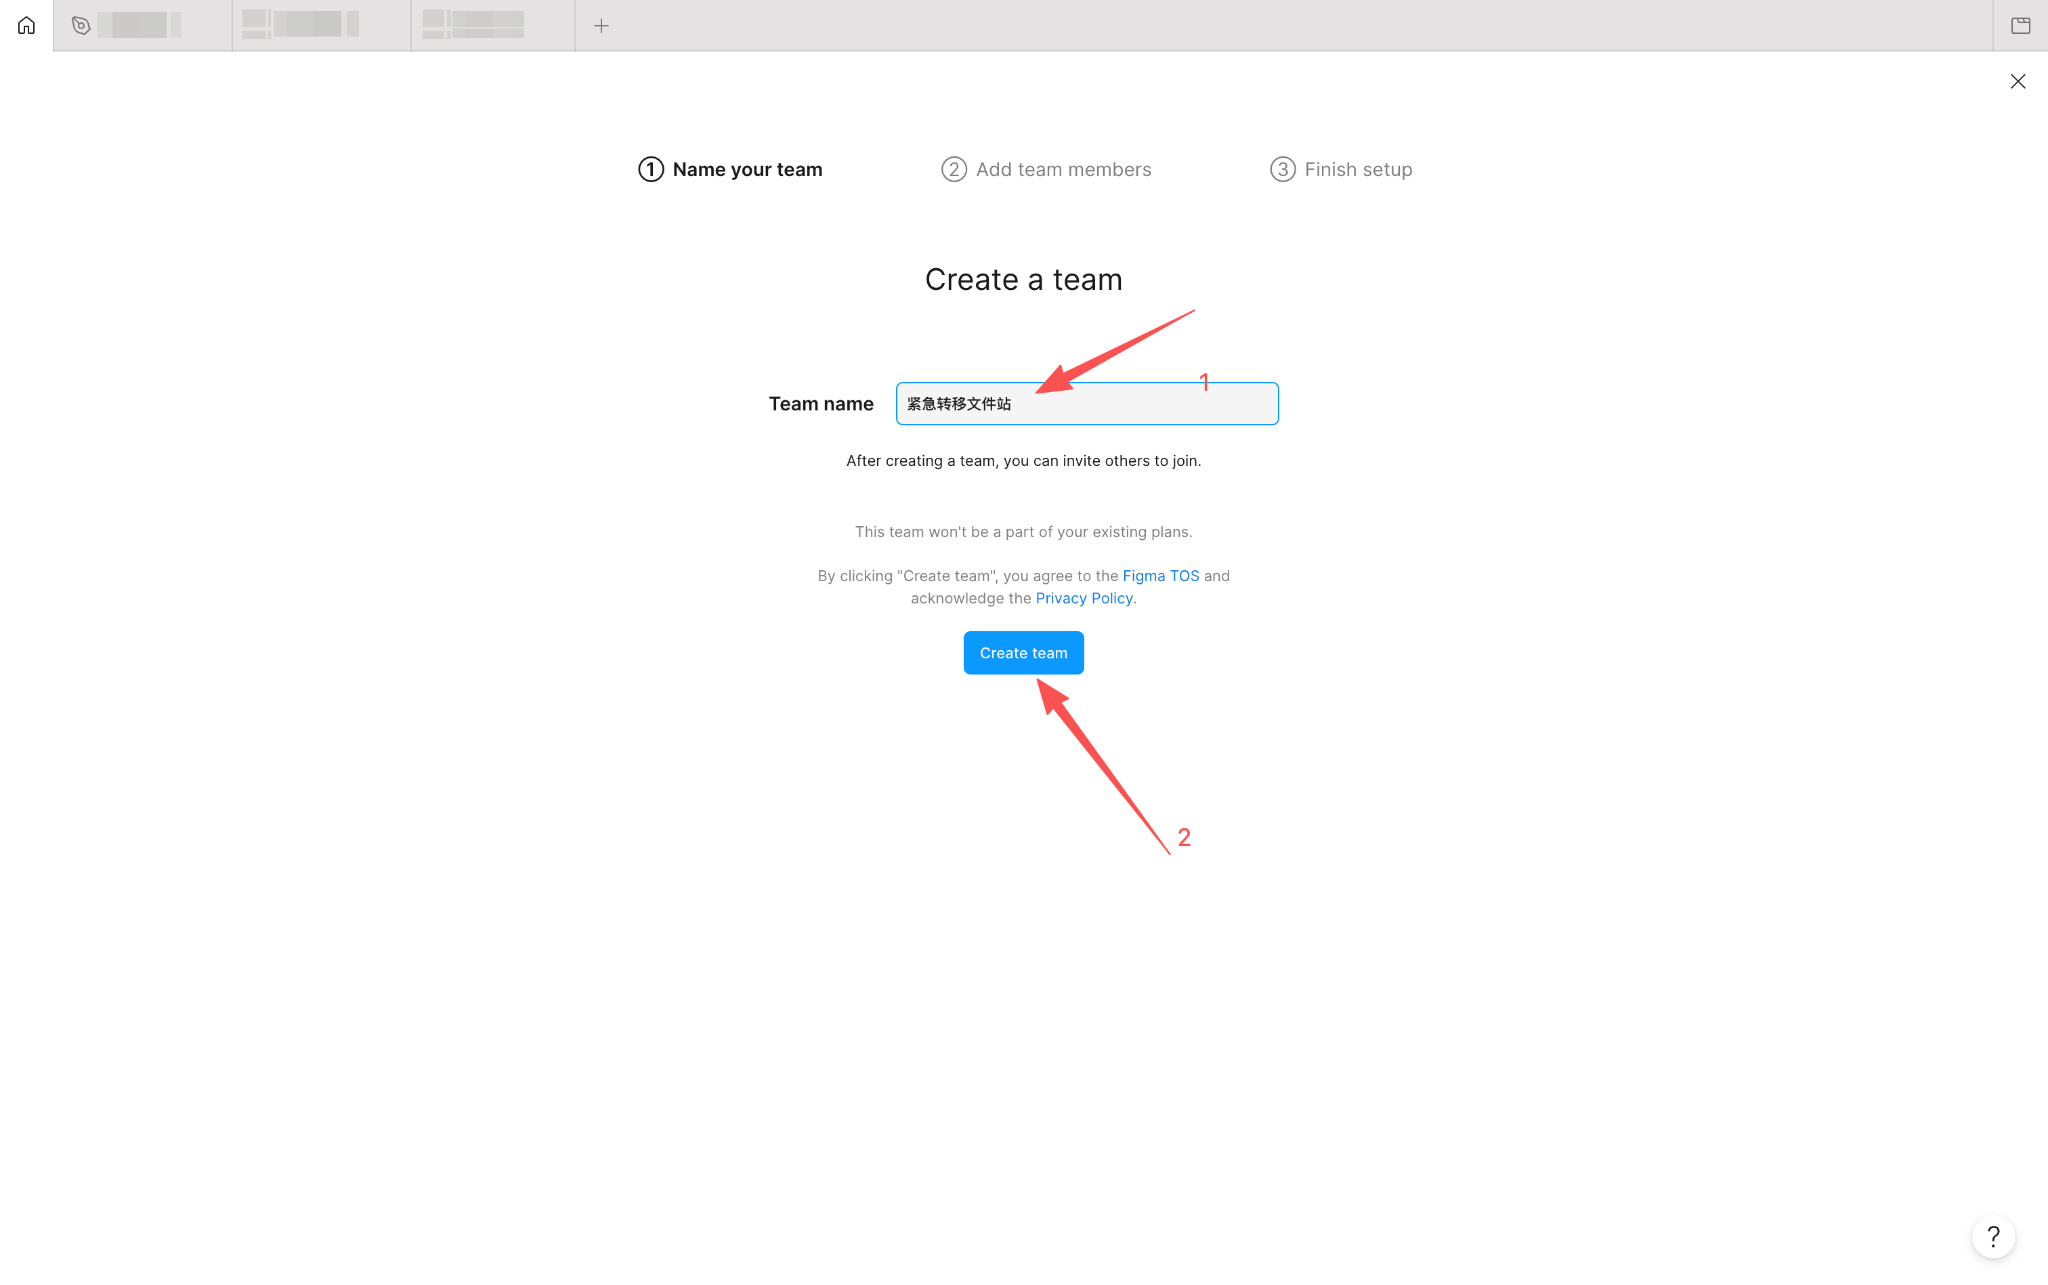 1 Name your team
2 Add team members
3 Finish setup
Create a team
1
Team name
紧急转移文件站
After creating a team, you can invite others to join.
This team won't be a part of your existing plans.
By clicking "Create team", you agree to the Figma TOS and
acknowledge the Privacy Policy.
Create team
2
?